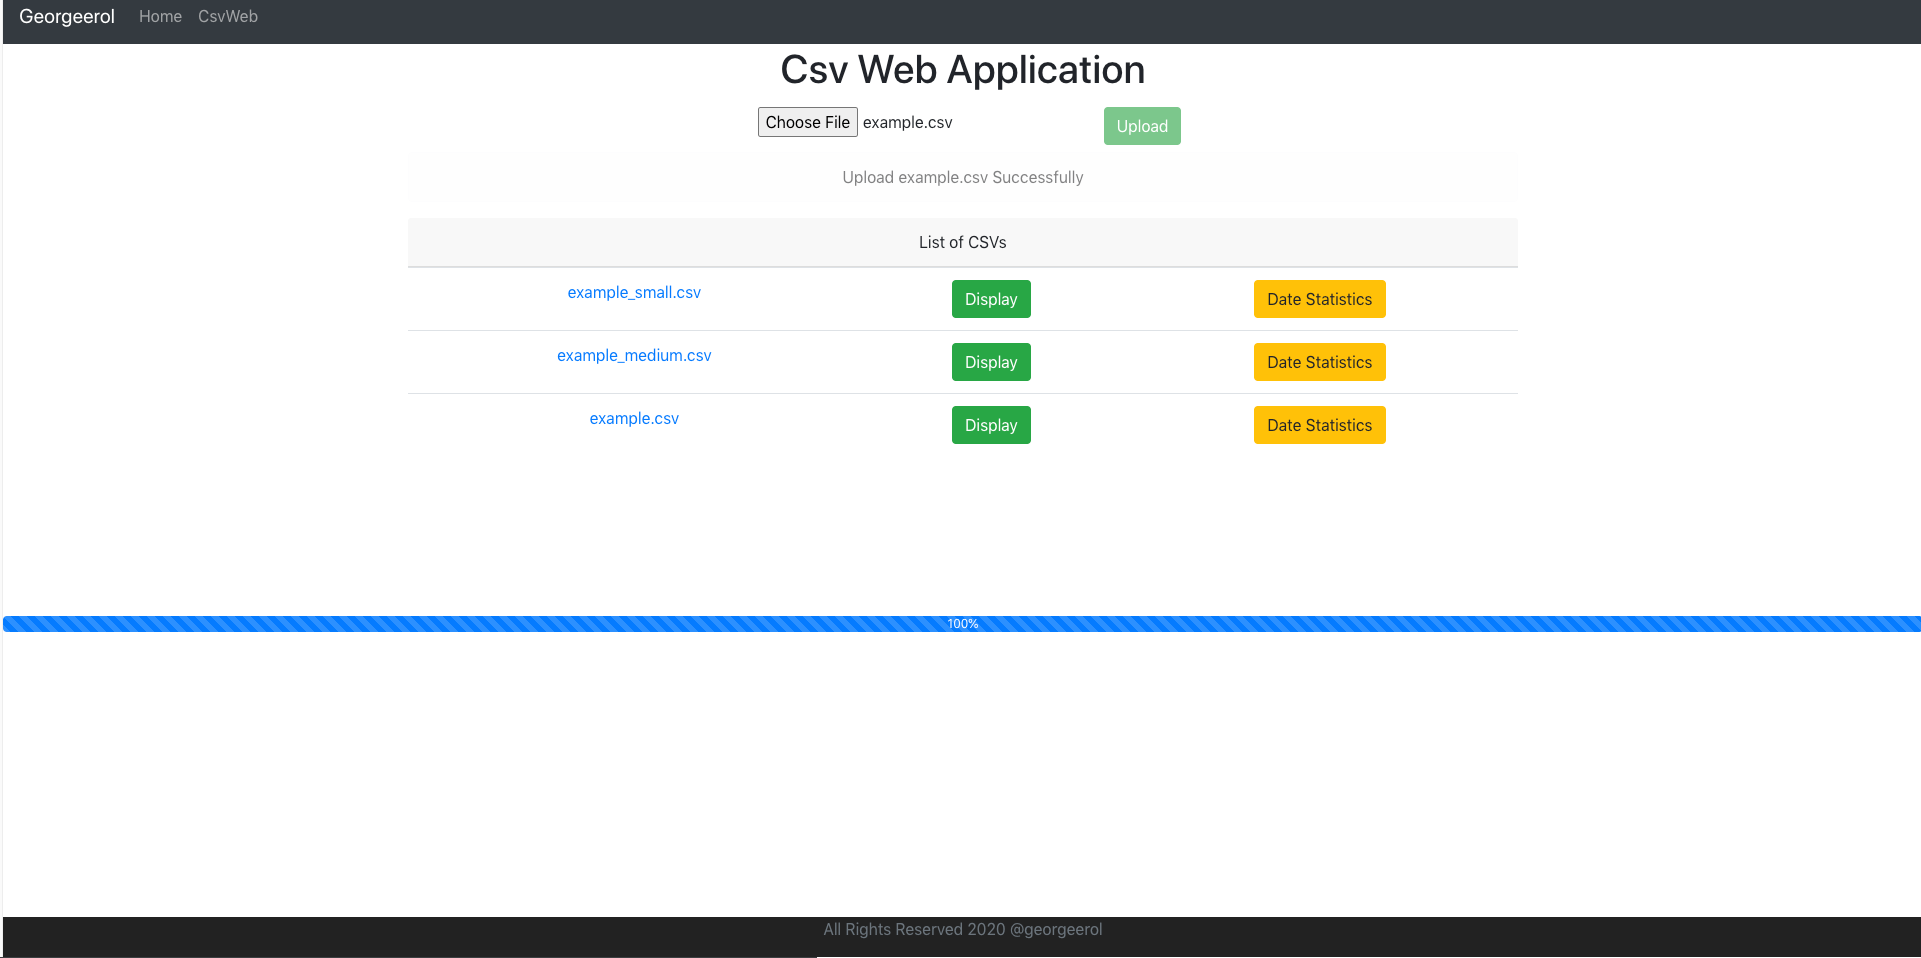 Georgeerol Home CsvWeb
Csv Web Application
Choose File example.csv Upload
Upload example.csv Successfully
List of CSVs
example_small.csv Display Date Statistics
example_medium.csv Display Date Statistics
example.csv Display Date Statistics
100%
All Rights Reserved 2020 @georgeerol